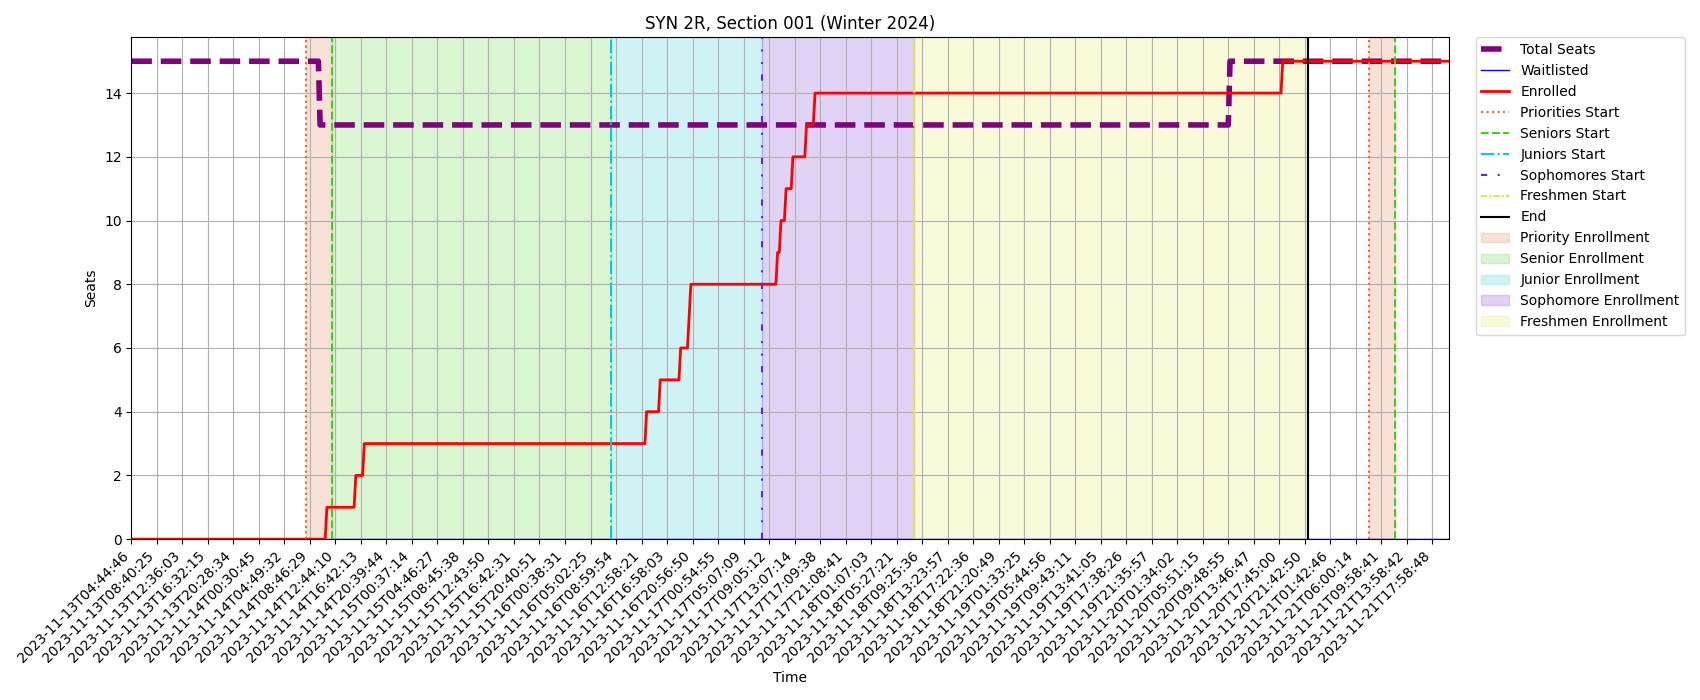 SYN 2R, Section 001 (Winter 2024)
Seats
14
12
10
8
6
4
2
0
2023-11-13T04:44:46
2023-11-13T08:40:25
2023-11-13T12:36:03
2023-11-13T16:32:15
2023-11-13T20:28:34
2023-11-14T00:30:45
2023-11-14T04:49:32
2023-11-14T08:46:29
2023-11-14T12:44:10
2023-11-14T16:42:13
2023-11-14T20:39:44
2023-11-15T00:37:14
2023-11-15T04:46:27
2023-11-15T08:45:38
2023-11-15T12:43:50
2023-11-15T16:42:31
2023-11-15T20:40:51
2023-11-16T00:38:31
2023-11-16T05:02:25
2023-11-16T08:59:54
2023-11-16T12:58:21
2023-11-16T16:58:03
2023-11-16T20:56:50
2023-11-17T00:54:55
2023-11-17T05:07:09
2023-11-17T09:05:12
2023-11-17T13:07:14
2023-11-17T17:09:38
2023-11-17T21:08:41
2023-11-18T01:07:03
2023-11-18T05:27:21
2023-11-18T09:25:36
2023-11-18T13:23:57
2023-11-18T17:22:36
2023-11-18T21:20:49
2023-11-19T01:33:25
2023-11-19T05:44:56
2023-11-19T09:43:11
2023-11-19T13:41:05
2023-11-19T17:38:26
2023-11-19T21:35:57
2023-11-20T01:34:02
2023-11-20T05:51:15
2023-11-20T09:48:55
2023-11-20T13:46:47
2023-11-20T17:45:00
2023-11-20T21:42:50
2023-11-21T01:42:46
2023-11-21T06:00:14
2023-11-21T09:58:41
2023-11-21T13:58:42
2023-11-21T17:58:48
Time
Total Seats
Waitlisted
Enrolled
Priorities Start
Seniors Start
Juniors Start
Sophomores Start
Freshmen Start
End
Priority Enrollment
Senior Enrollment
Junior Enrollment
Sophomore Enrollment
Freshmen Enrollment